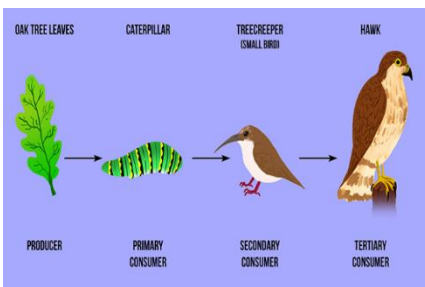 OAK TREE LEAVES
CATERPILLAR
TREECREEPER
(SMALL BIRD)
HAWK
PRODUCER
PRIMARY
CONSUMER
SECONDARY
CONSUMER
TERTIARY
CONSUMER